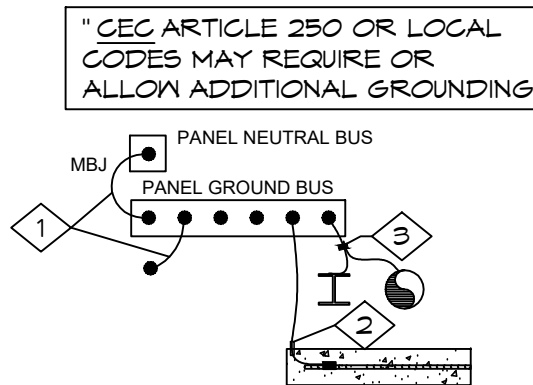 " CEC ARTICLE 250 OR LOCAL
CODES MAY REQUIRE OR
ALLOW ADDITIONAL GROUNDING
PANEL NEUTRAL BUS
MBJ
PANEL GROUND BUS
1
3
2